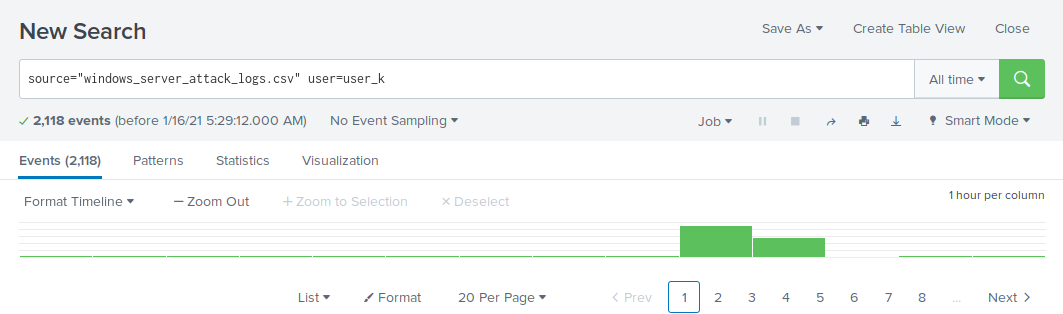 New Search
Save As Create Table View Close
source="windows_server_attack_logs.csv" user=user_k
All time
2,118 events (before 1/16/21 5:29:12.000 AM) No Event Sampling
Job Smart Mode
Events (2,118) Patterns Statistics Visualization
Format Timeline — Zoom Out + Zoom to Selection × Deselect
1 hour per column
List Format 20 Per Page < Prev 1 2 3 4 5 6 7 8 ... Next >